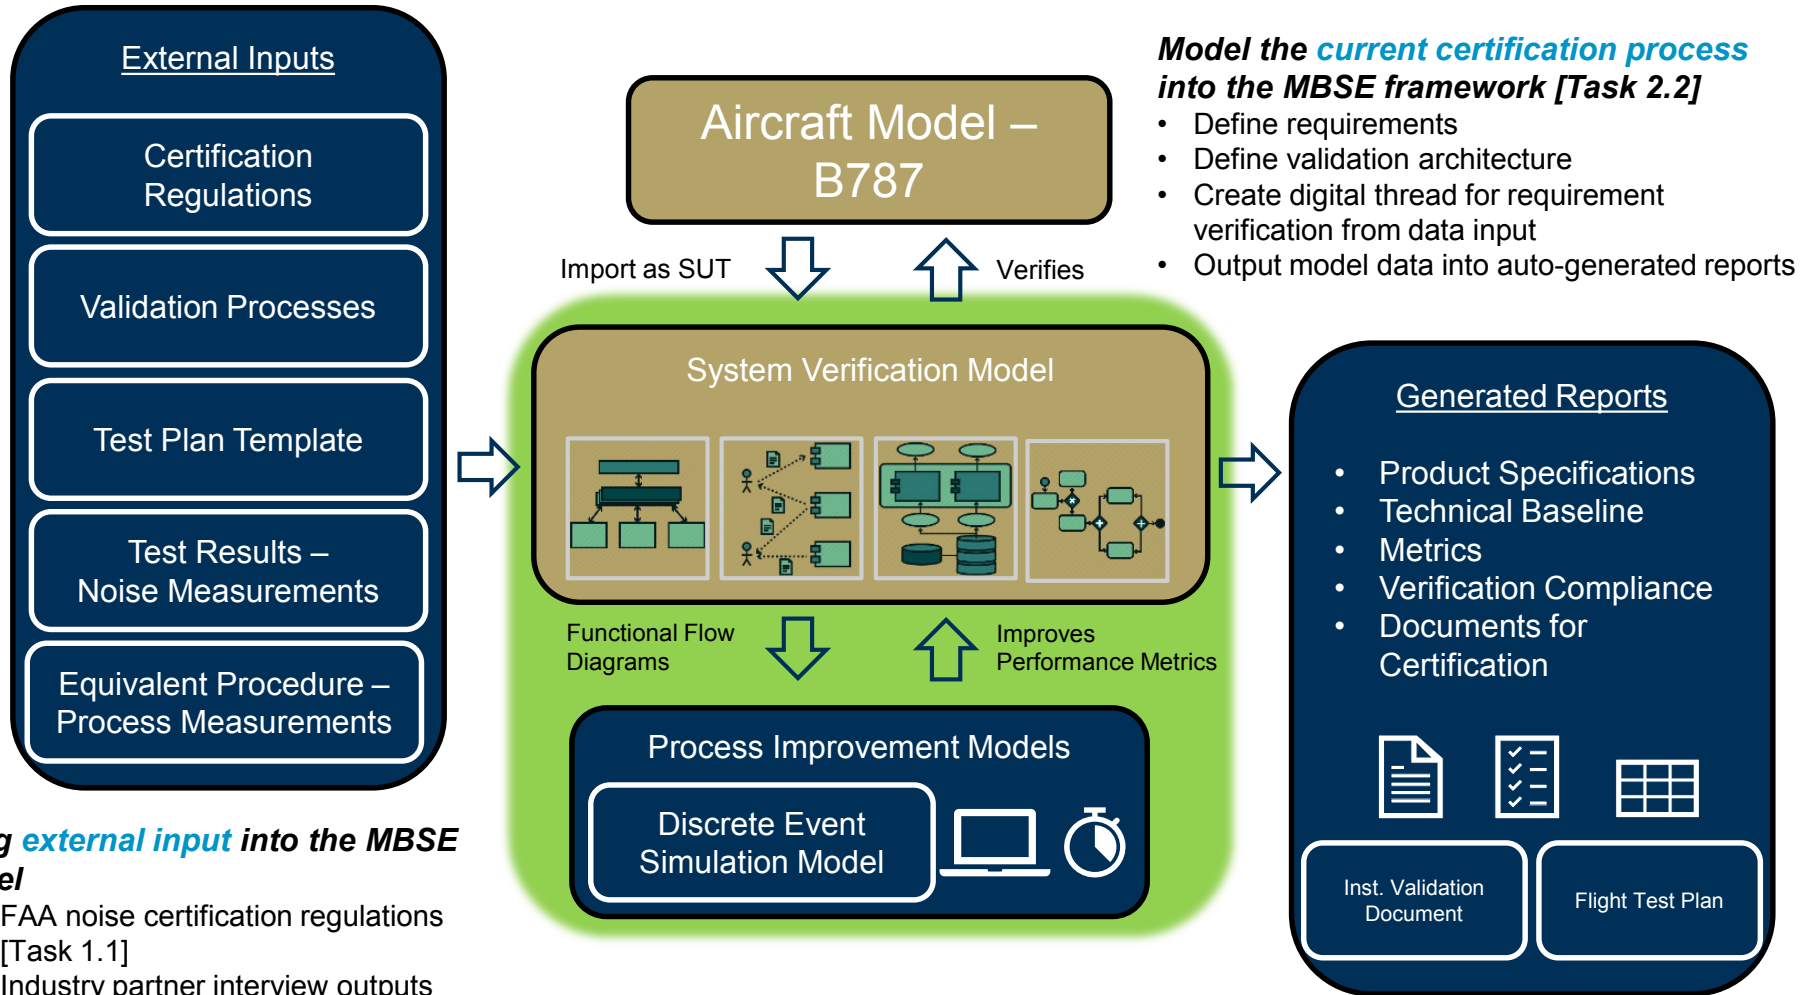 External Inputs
Certification
Regulations
Validation Processes
Test Plan Template
Test Results –
Noise Measurements
Equivalent Procedure –
Process Measurements
external input into the MBSE
FAA noise certification regulations
[Task 1.1]
Industry partner interview outputs
Aircraft Model –
B787
Import as SUT
Verifies
System Verification Model
Functional Flow
Diagrams
Improves
Performance Metrics
Process Improvement Models
Discrete Event
Simulation Model
Model the current certification process
into the MBSE framework [Task 2.2]
• Define requirements
• Define validation architecture
• Create digital thread for requirement
verification from data input
• Output model data into auto-generated reports
Generated Reports
• Product Specifications
• Technical Baseline
• Metrics
• Verification Compliance
• Documents for
Certification
Inst. Validation
Document
Flight Test Plan